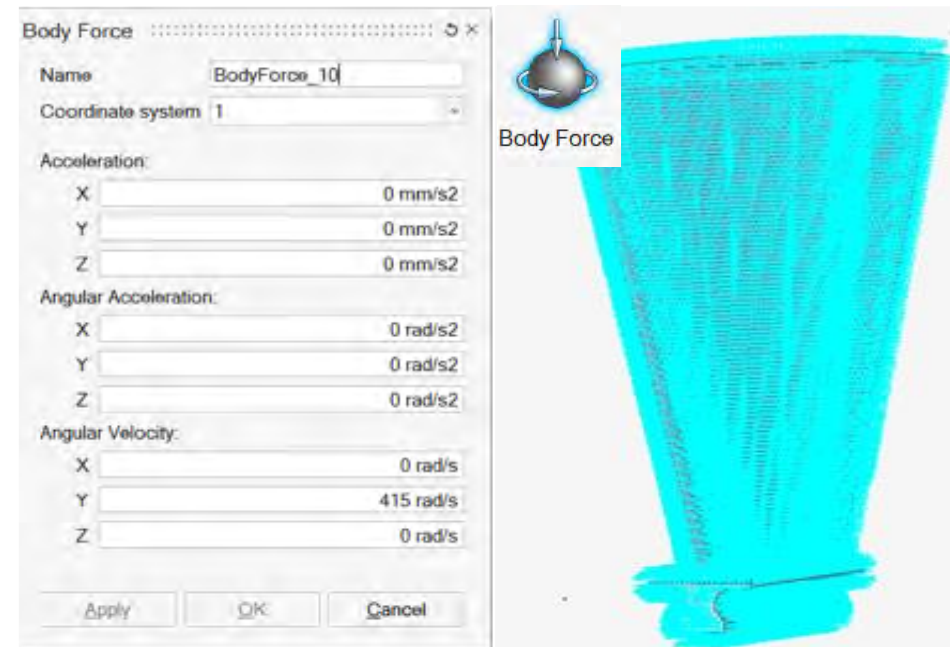 Body Force
Name BodyForce_10
Coordinate system 1
Acceleration:
X 0 mm/s2
Y 0 mm/s2
Z 0 mm/s2
Angular Acceleration:
X 0 rad/s2
Y 0 rad/s2
Z 0 rad/s2
Angular Velocity:
X 0 rad/s
Y 415 rad/s
Z 0 rad/s
Apply OK Cancel
Body Force